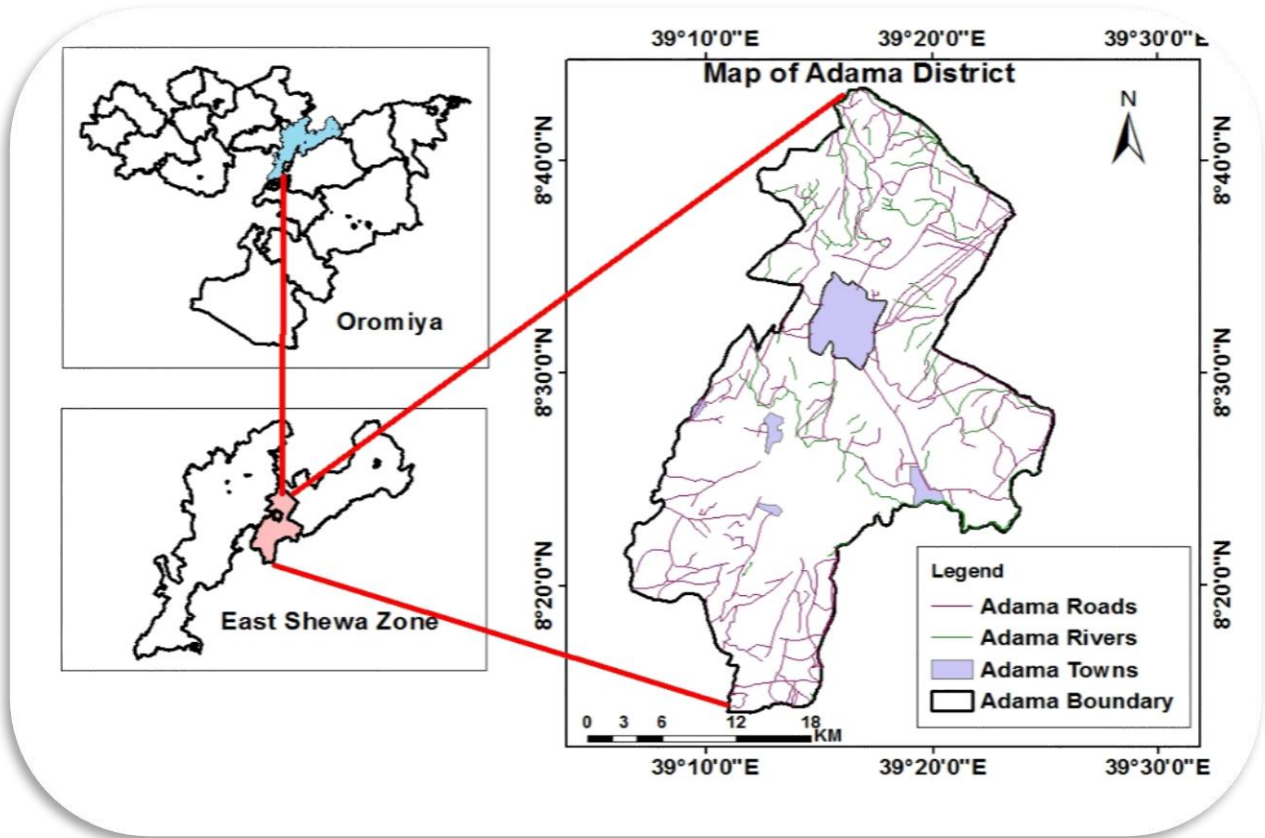 Oromiya
East Shewa Zone
39°10'0"E 39°20'0"E 39°30'0"E
Map of Adama District
N
8°40'0"N 8°40'0"N
8°30'0"N 8°30'0"N
8°20'0"N 8°20'0"N
Legend
Adama Roads
Adama Rivers
Adama Towns
Adama Boundary
0 3 6 12 18
KM
39°10'0"E 39°20'0"E 39°30'0"E